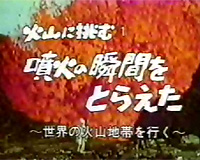 火山に挑む 1
噴火の瞬間を
とらえた
～世界の火山地帯を行く～